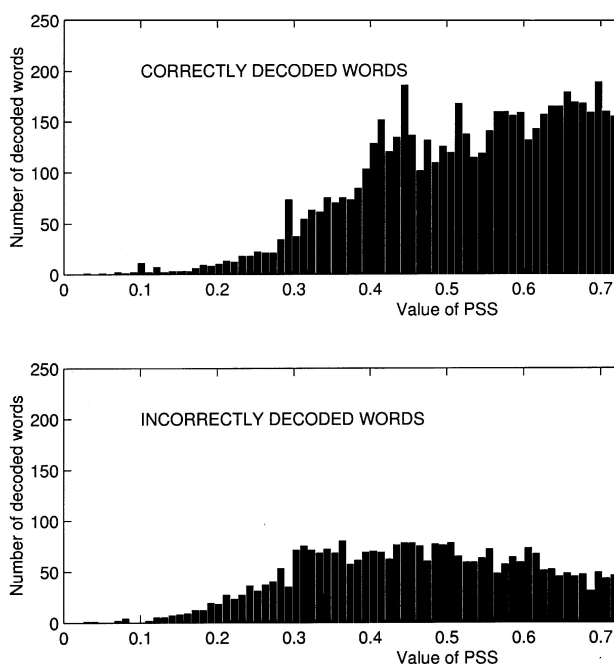 250
200
150
100
50
0
Number of decoded words
CORRECTLY DECODED WORDS
0 0.1 0.2 0.3 0.4 0.5 0.6 0.7
Value of PSS
250
200
150
100
50
0
Number of decoded words
INCORRECTLY DECODED WORDS
0 0.1 0.2 0.3 0.4 0.5 0.6 0.7
Value of PSS